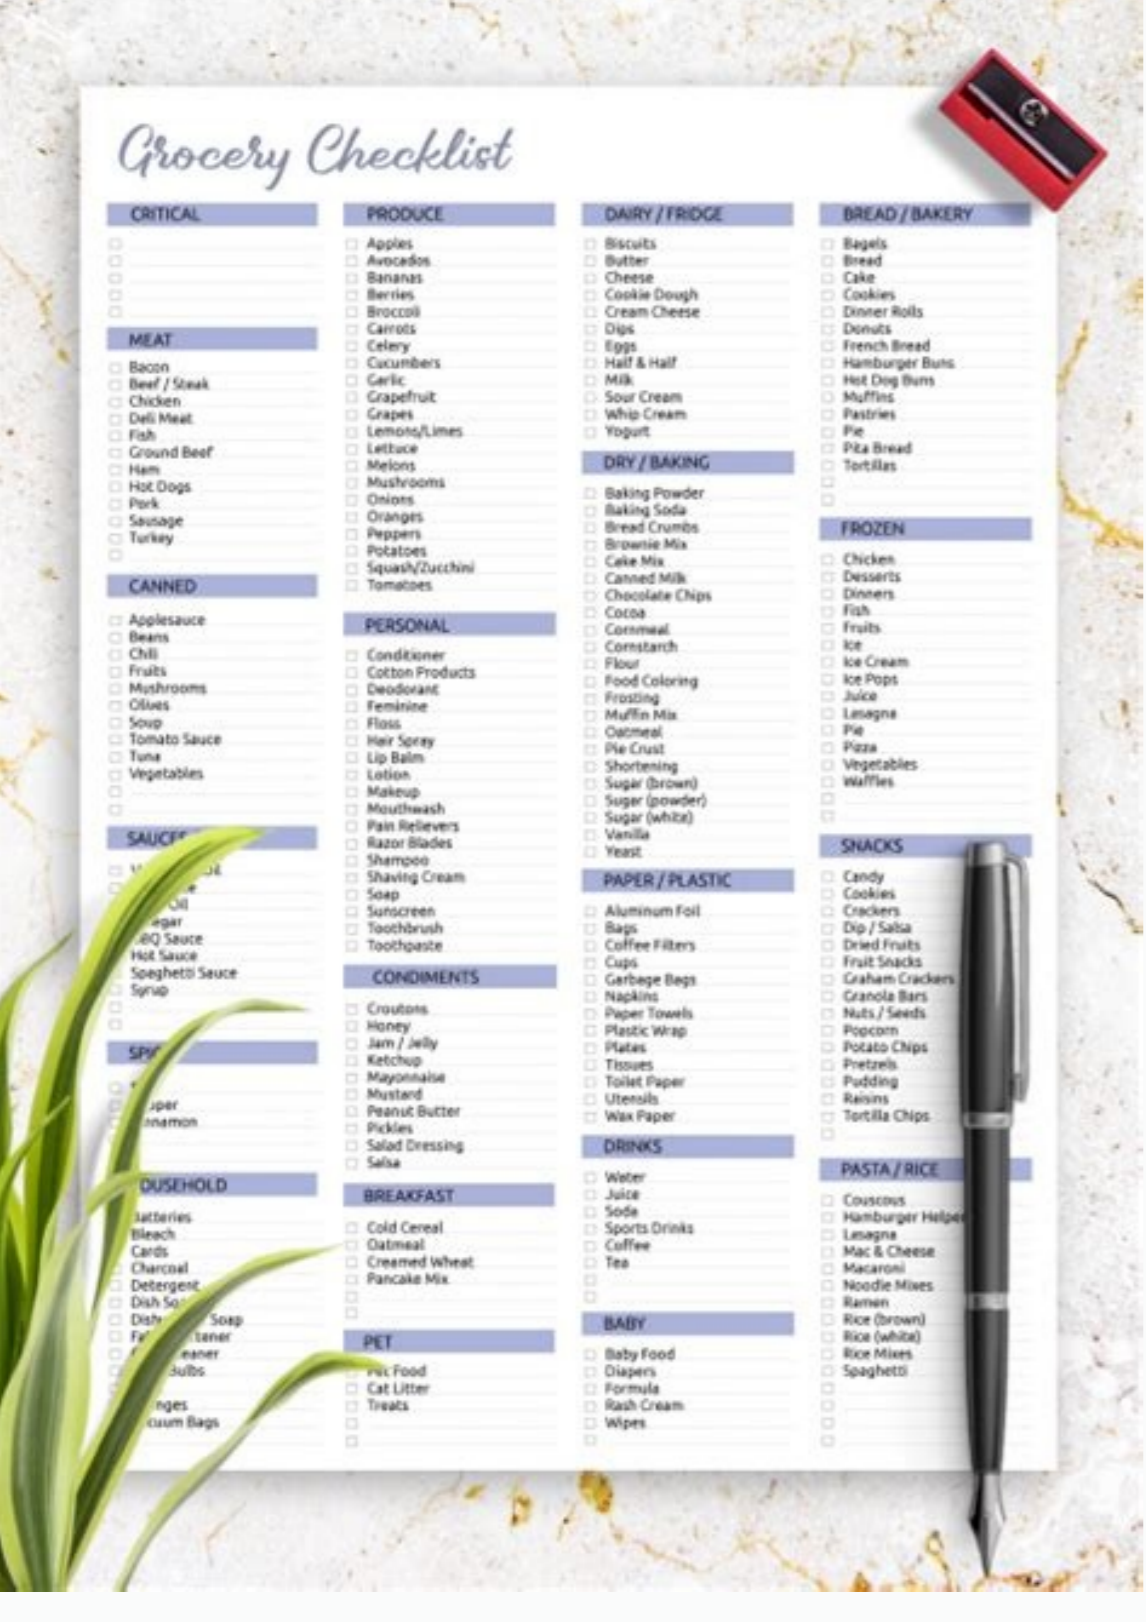 Grocery Checklist
CRITICAL
MEAT
Bacon
Beef / Steak
Chicken
Deli Meat
Fish
Ground Beef
Ham
Hot Dogs
Pork
Sausage
Turkey
CANNED
Applesauce
Beans
Chili
Fruits
Mushrooms
Olives
Soup
Tomato Sauce
Tuna
Vegetables
SAUCES
Oil
Sauce
Hot Sauce
Spaghetti Sauce
Syrup
Batteries
Bleach
Cards
Charcoal
Detergent
Dish
Soap
Bags
PRODUCE
Apples
Avocados
Bananas
Berries
Broccoli
Carrots
Celery
Cucumbers
Garlic
Grapefruit
Grapes
Lemons/Limes
Lettuce
Melons
Mushrooms
Onions
Oranges
Peppers
Potatoes
Squash/Zucchini
Tomatoes
PERSONAL
Conditioner
Cotton Products
Deodorant
Feminine
Floss
Hair Spray
Lip Balm
Lotion
Makeup
Mouthwash
Pain Relievers
Razor Blades
Shampoo
Shaving Cream
Soap
Sunscreen
Toothbrush
Toothpaste
CONDIMENTS
Croutons
Honey
Jam / Jelly
Ketchup
Mayonnaise
Mustard
Peanut Butter
Pickles
Salad Dressing
Salsa
BREAKFAST
Cold Cereal
Oatmeal
Creamed Wheat
Pancake Mix
PET
Pet Food
Cat Litter
Treats
DAIRY / FRIDGE
Biscuits
Butter
Cheese
Cookie Dough
Cream Cheese
Dips
Eggs
Half & Half
Milk
Sour Cream
Whip Cream
Yogurt
DRY / BAKING
Baking Powder
Baking Soda
Bread Crumbs
Brownie Mix
Cake Mix
Canned Milk
Chocolate Chips
Cocoa
Cornmeal
Cornstarch
Flour
Food Coloring
Frosting
Muffin Mix
Oatmeal
Pie Crust
Shortening
Sugar (brown)
Sugar (powder)
Sugar (white)
Vanilla
Yeast
PAPER / PLASTIC
Aluminum Foil
Bags
Coffee Filters
Cups
Garbage Bags
Napkins
Paper Towels
Plastic Wrap
Plates
Tissues
Toilet Paper
Utensils
Wax Paper
DRINKS
Water
Juice
Soda
Sports Drinks
Coffee
Tea
BABY
Baby Food
Diapers
Formula
Rash Cream
Wipes
BREAD / BAKERY
Bagels
Bread
Cake
Cookies
Dinner Rolls
Donuts
French Bread
Hamburger Buns
Hot Dog Buns
Muffins
Pastries
Pie
Pita Bread
Tortillas
FROZEN
Chicken
Desserts
Dinners
Fish
Fruits
Ice
Ice Cream
Ice Pops
Juice
Lasagna
Pie
Pizza
Vegetables
Waffles
SNACKS
Candy
Cookies
Crackers
Dip / Salsa
Dried Fruits
Fruit Snacks
Graham Crackers
Granola Bars
Nuts / Seeds
Popcorn
Potato Chips
Pretzels
Pudding
Raisins
Tortilla Chips
PASTA / RICE
Couscous
Hamburger Helper
Lasagna
Mac & Cheese
Macaroni
Noodle Mixes
Ramen
Rice (brown)
Rice (white)
Rice Mixes
Spaghetti